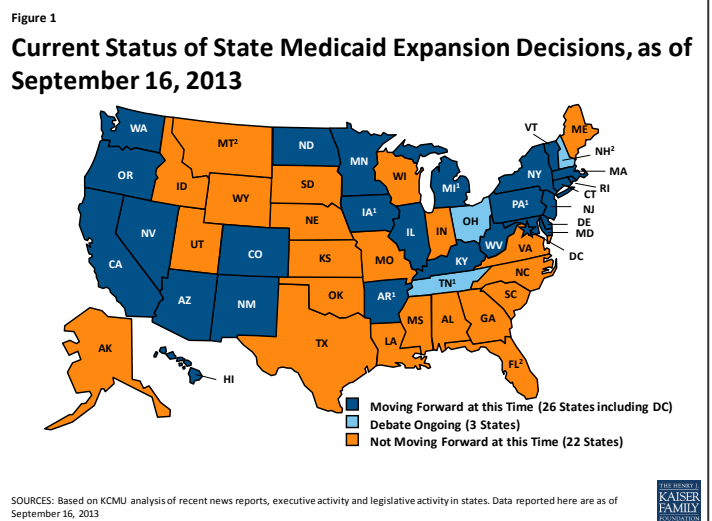 Figure 1
Current Status of State Medicaid Expansion Decisions, as of
September 16, 2013
WA
OR
CA
NV
ID
MT²
WY
UT
AZ
CO
NM
ND
SD
NE
KS
OK
TX
MN
IA¹
MO
AR¹
LA
WI
IL
MI¹
IN
OH
KY
TN¹
MS
AL
GA
FL²
SC
NC
VA
WV
PA¹
NY
VT
ME
NH²
MA
RI
CT
NJ
DE
MD
DC
AK
HI
Moving Forward at this Time (26 States including DC)
Debate Ongoing (3 States)
Not Moving Forward at this Time (22 States)
SOURCES: Based on KCMU analysis of recent news reports, executive activity and legislative activity in states. Data reported here are as of
September 16, 2013
THE HENRY J.
KAISER
FAMILY
FOUNDATION